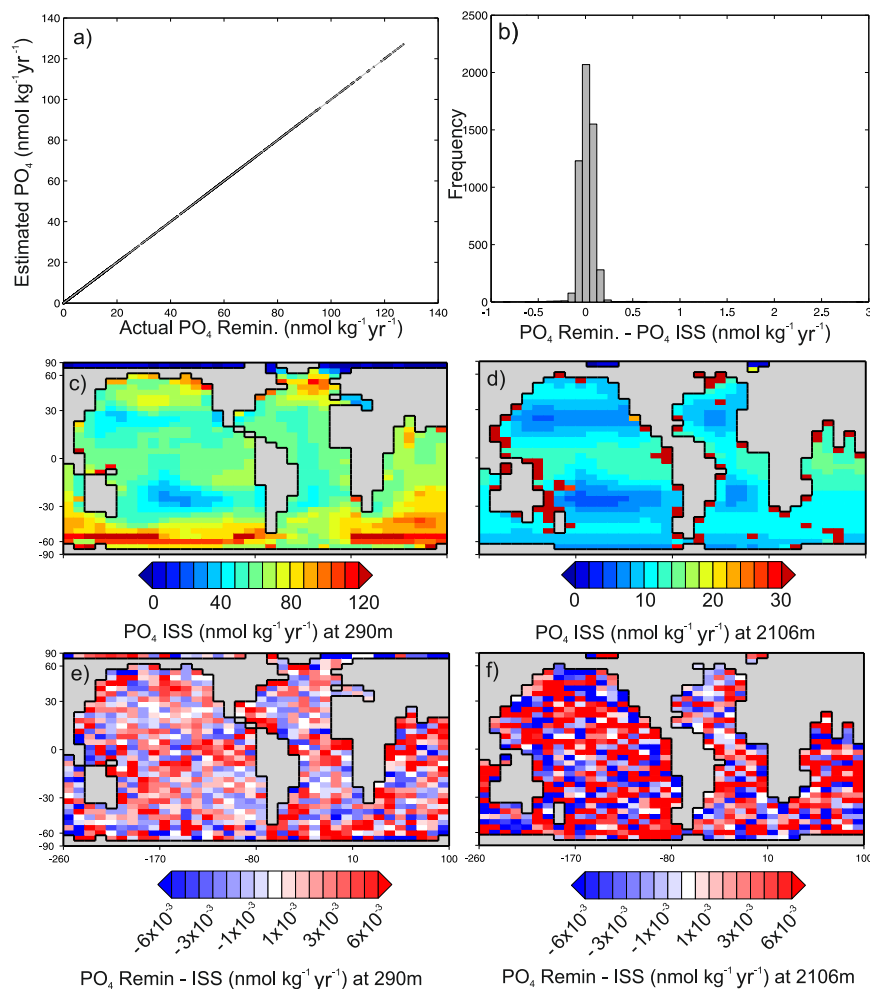 a)
Estimated PO₄ (nmol kg⁻¹yr⁻¹)
140
120
100
80
60
40
20
0
0 20 40 60 80 100 120 140
Actual PO₄ Remin. (nmol kg⁻¹yr⁻¹)
b)
Frequency
2500
2000
1500
1000
500
0
-1 -0.5 0 0.5 1 1.5 2 2.5 3
PO₄ Remin. - PO₄ ISS (nmol kg⁻¹yr⁻¹)
c)
90
60
30
0
-30
-60
-90
0 40 80 120
PO₄ ISS (nmol kg⁻¹ yr⁻¹) at 290m
d)
0 10 20 30
PO₄ ISS (nmol kg⁻¹ yr⁻¹) at 2106m
e)
90
60
30
0
-30
-60
-90
-260 -170 -80 10 100
-6x10⁻³ -3x10⁻³ -1x10⁻³ 1x10⁻³ 3x10⁻³ 6x10⁻³
PO₄ Remin - ISS (nmol kg⁻¹ yr⁻¹) at 290m
f)
-260 -170 -80 10 100
-6x10⁻³ -3x10⁻³ -1x10⁻³ 1x10⁻³ 3x10⁻³ 6x10⁻³
PO₄ Remin - ISS (nmol kg⁻¹ yr⁻¹) at 2106m